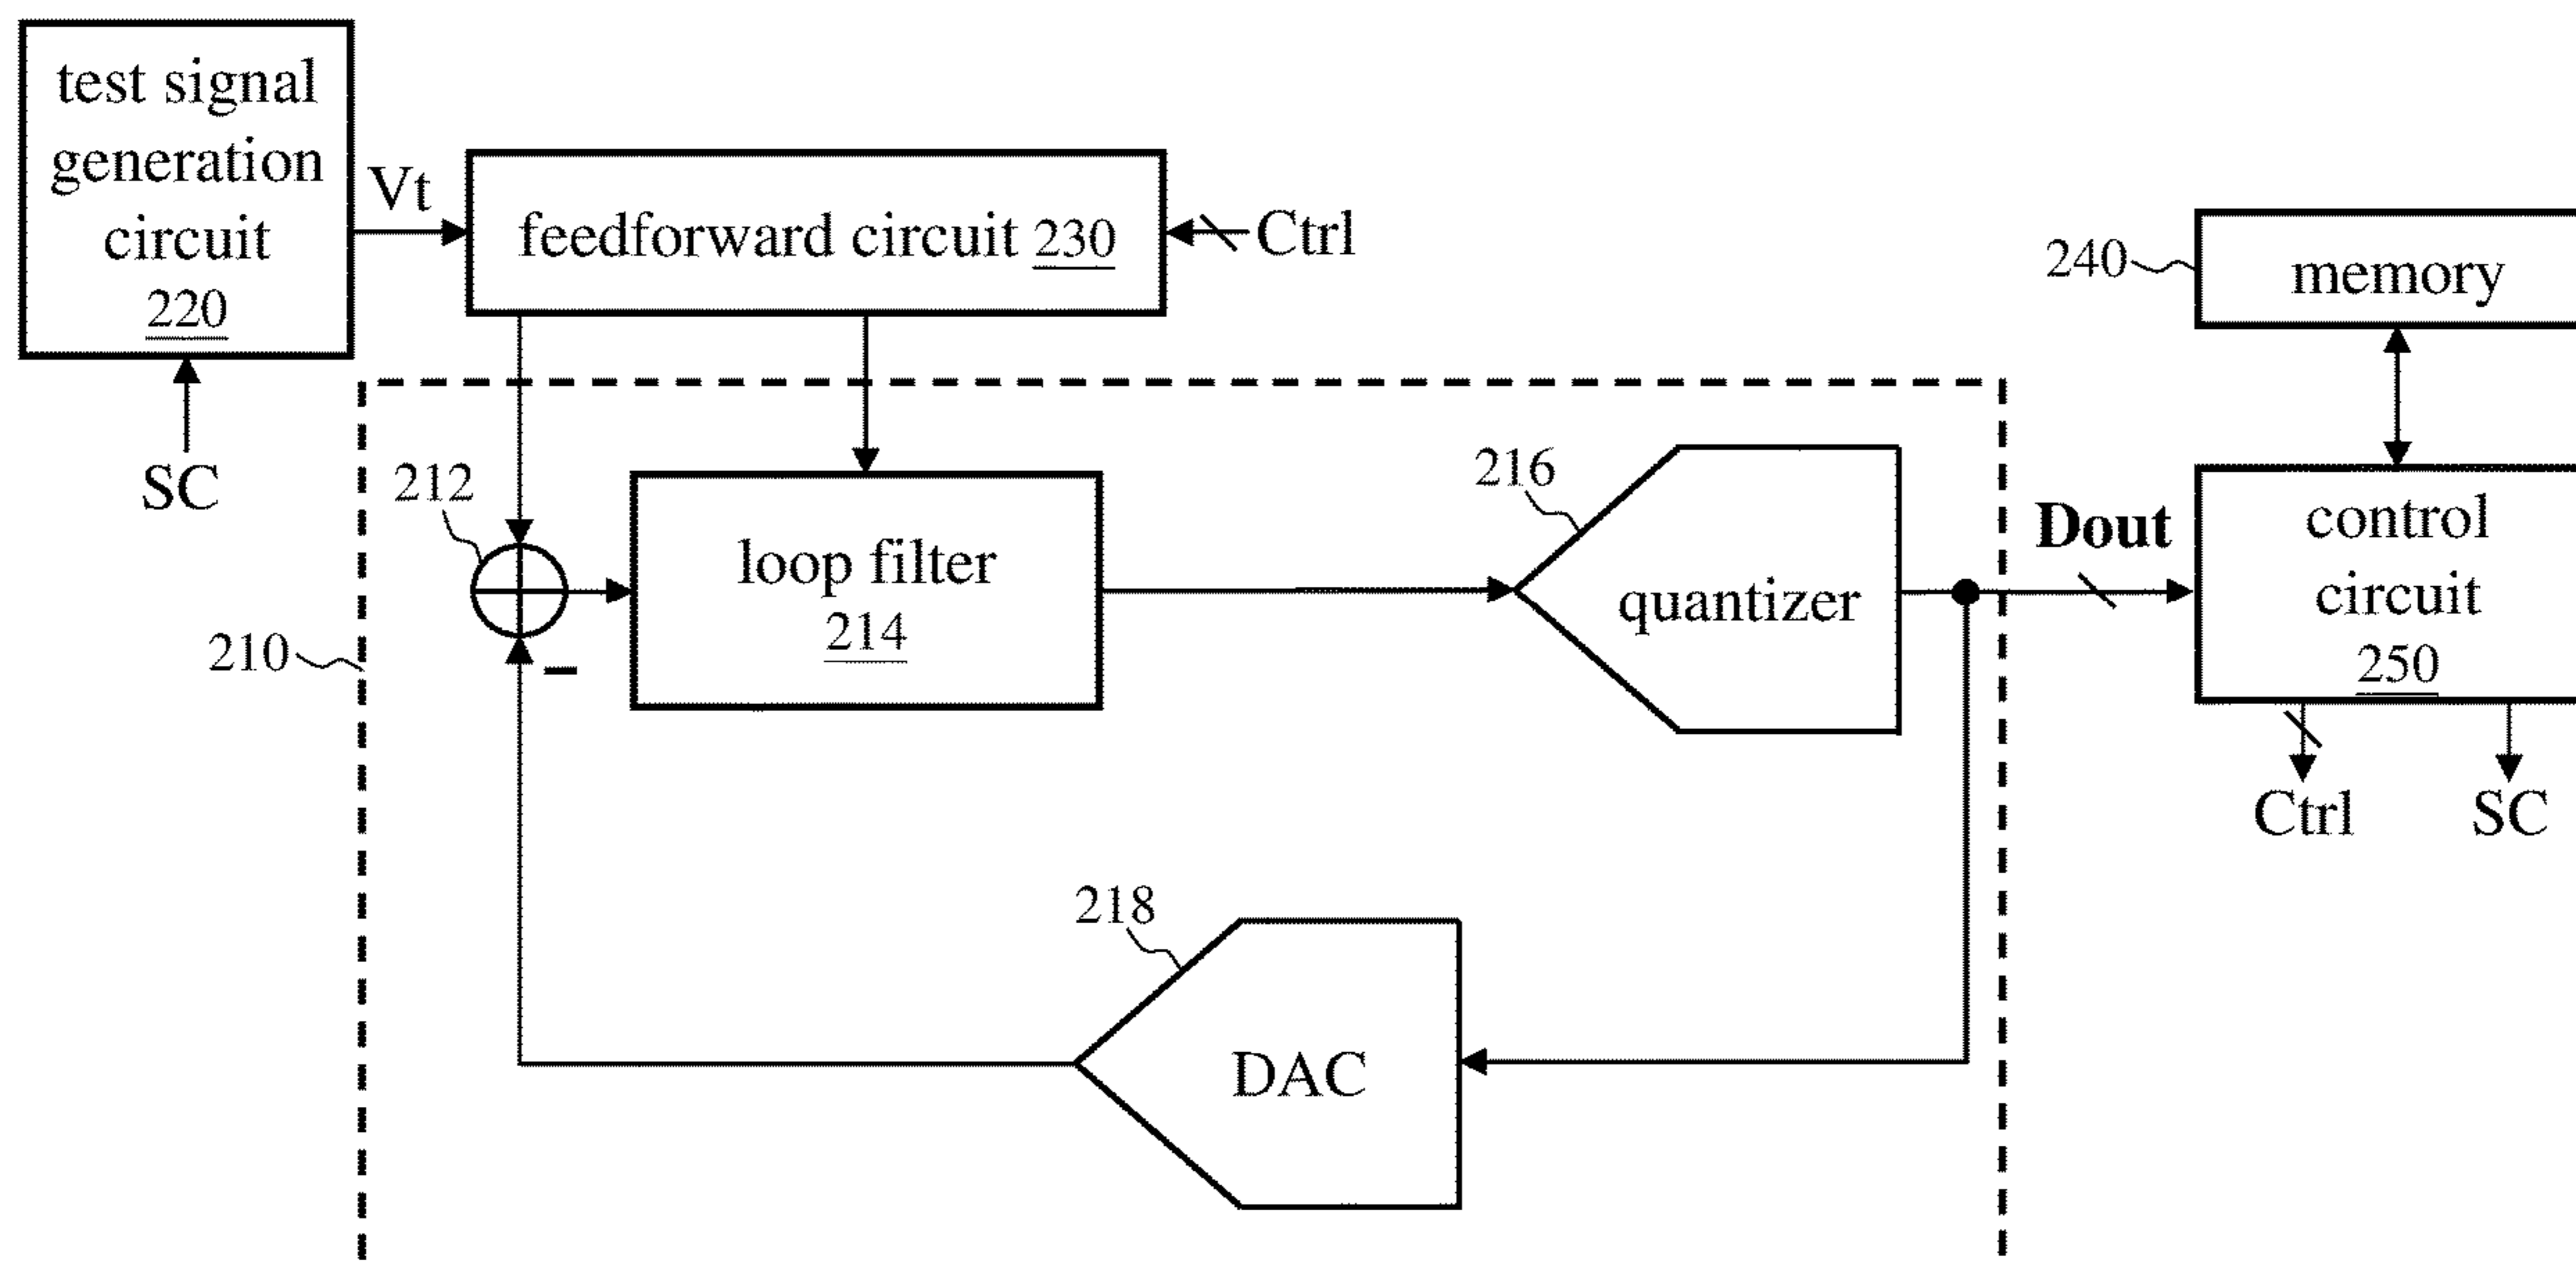 test signal
generation
circuit
220
Vt
feedforward circuit 230
Ctrl
SC
240
memory
212
216
Dout
control
circuit
250
loop filter
214
quantizer
210
Ctrl
SC
218
DAC